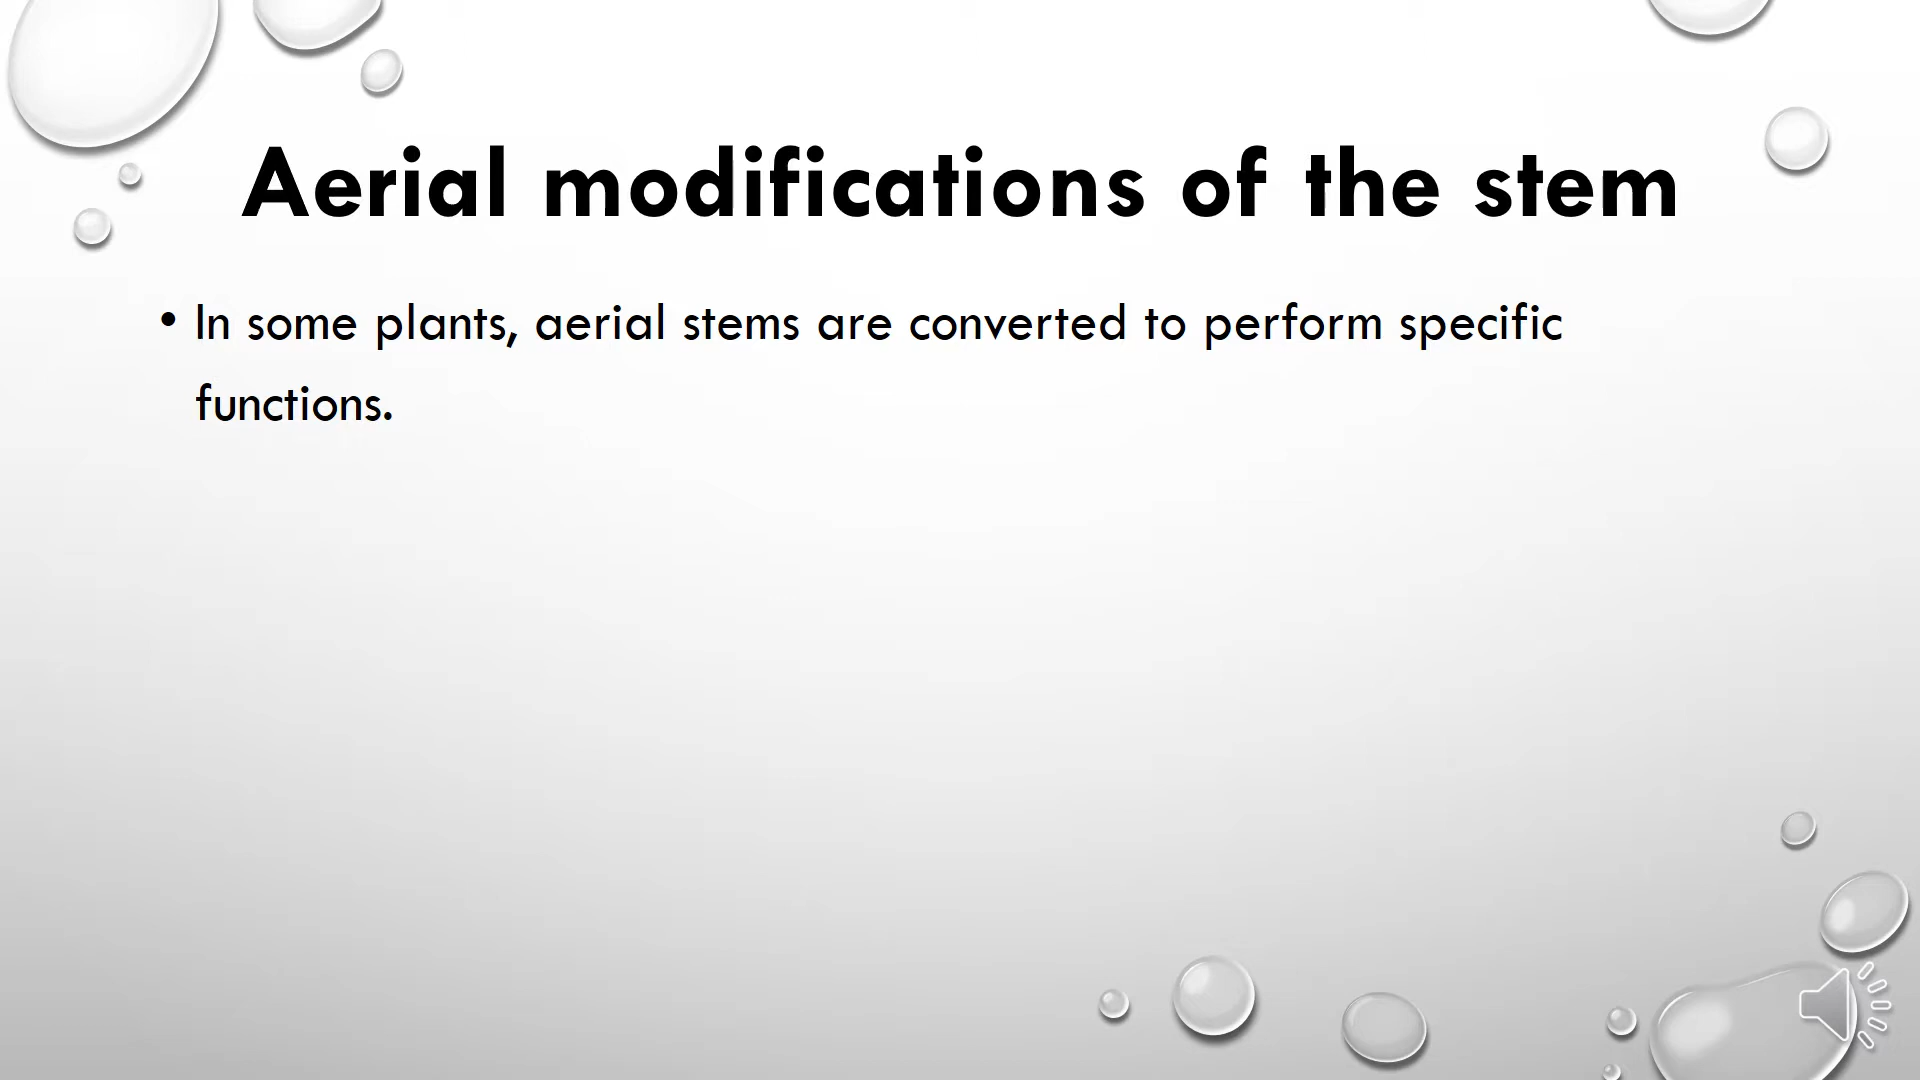 Aerial modifications of the stem
• In some plants, aerial stems are converted to perform specific
functions.